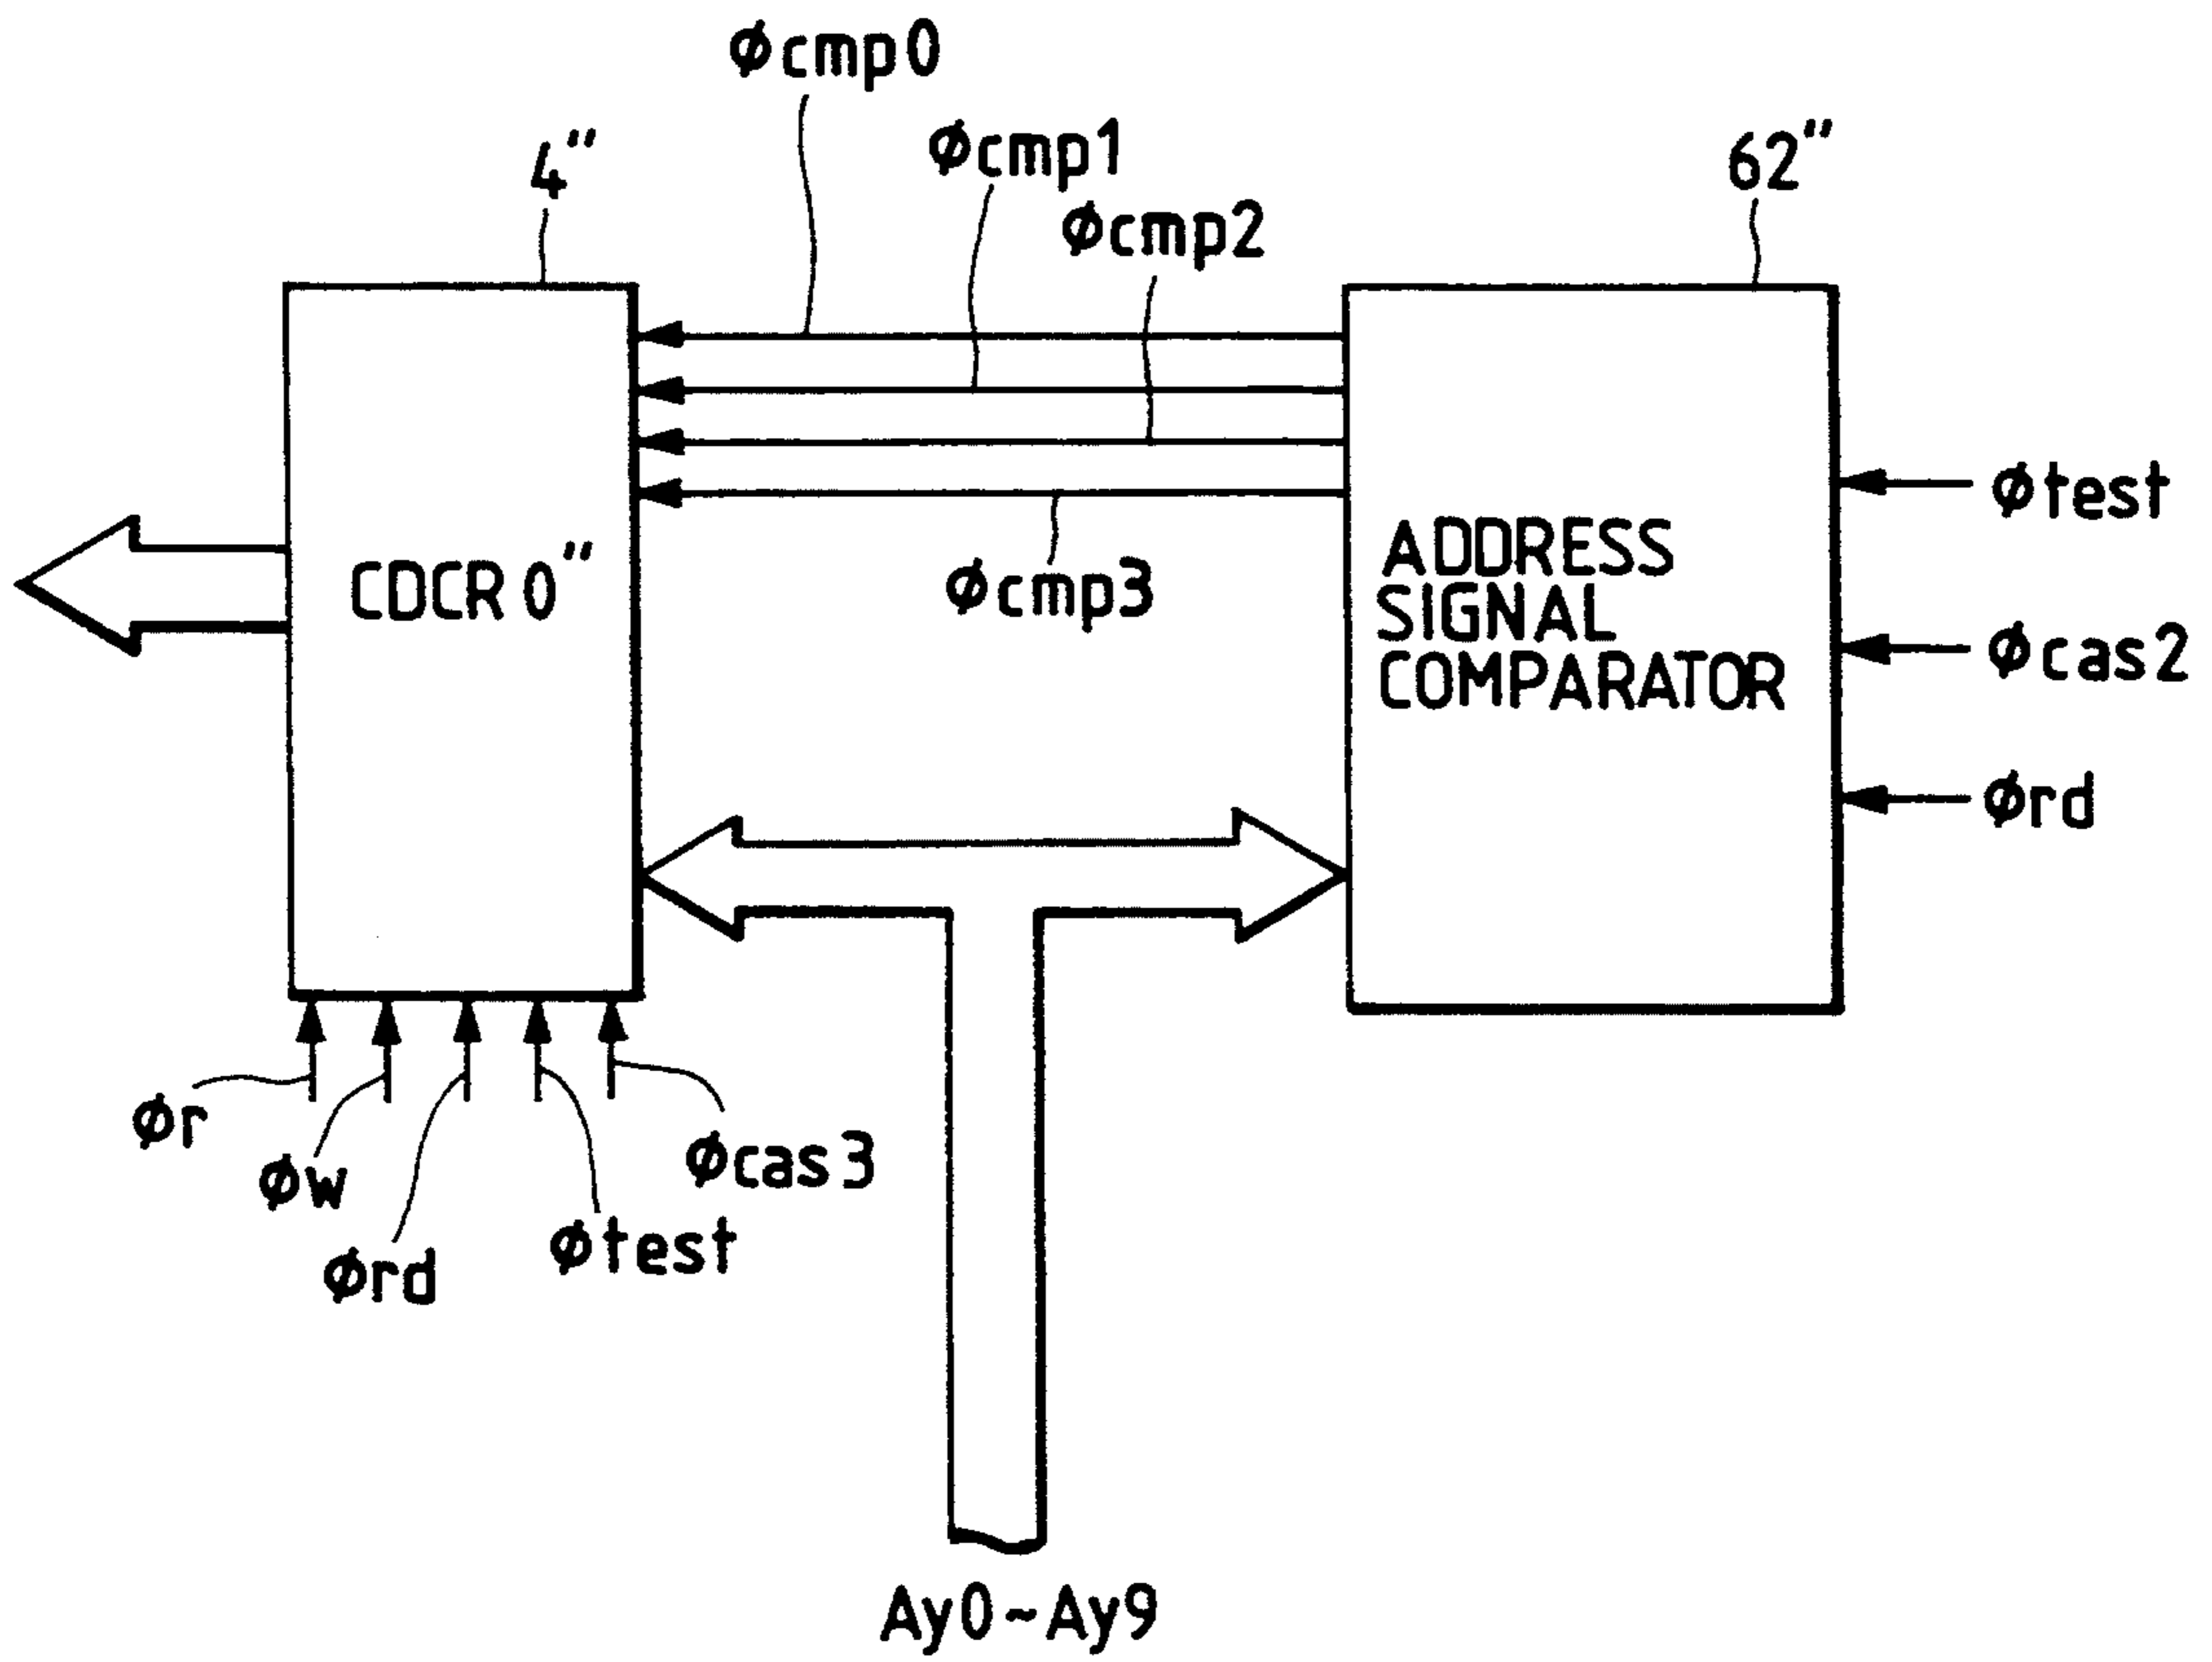 φcmp0
φcmp1
φcmp2
4″
62″
φcmp3
CDCR 0″
ADDRESS
SIGNAL
COMPARATOR
φtest
φcas2
φrd
φr
φw
φrd
φtest
φcas3
Ay0~Ay9